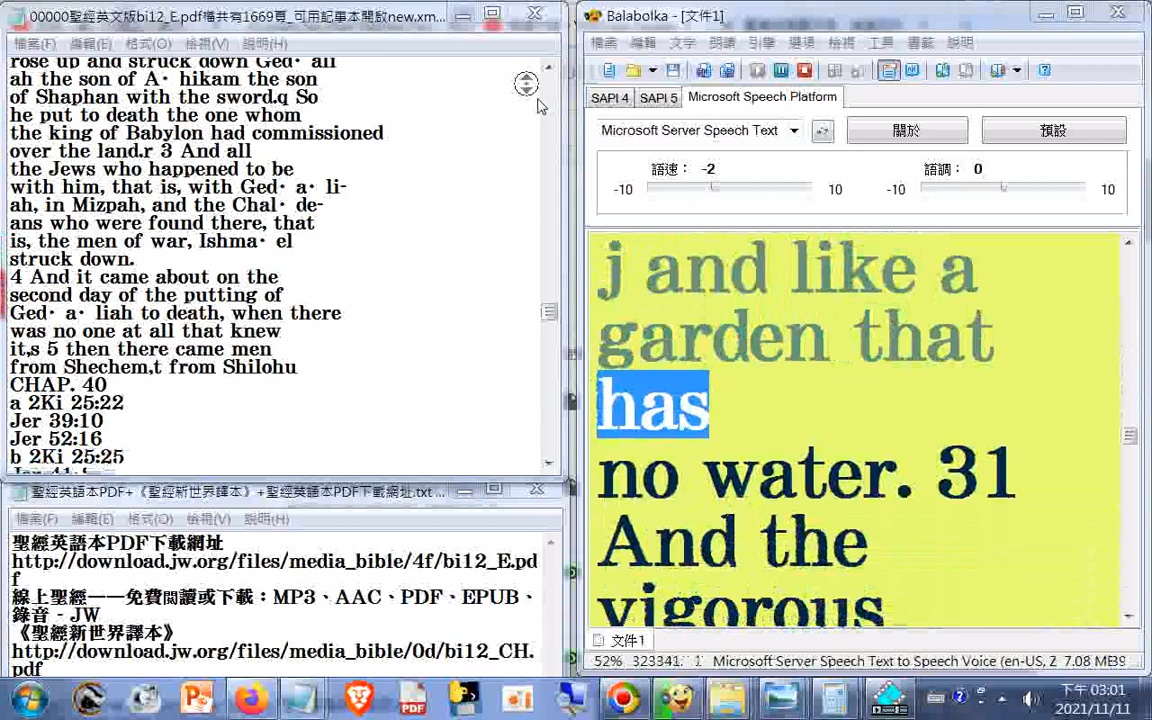 00000聖經英文版bi12_E.pdf檔共有1669頁_可用記事本開啟new.xm...
檔案(F) 編輯(E) 格式(O) 檢視(V) 說明(H)
rose up and struck down Ged· ali
ah the son of A· hikam the son
of Shaphan with the sword.q So
he put to death the one whom
the king of Babylon had commissioned
over the land.r 3 And all
the Jews who happened to be
with him, that is, with Ged· a· li-
ah, in Mizpah, and the Chal· de-
ans who were found there, that
is, the men of war, Ishma· el
struck down.
4 And it came about on the
second day of the putting of
Ged· a· liah to death, when there
was no one at all that knew
it,s 5 then there came men
from Shechem,t from Shilohu
CHAP. 40
a 2Ki 25:22
Jer 39:10
Jer 52:16
b 2Ki 25:25
聖經英語本PDF+《聖經新世界譯本》+聖經英語本PDF下載網址.txt ...
檔案(F) 編輯(E) 格式(O) 檢視(V) 說明(H)
聖經英語本PDF下載網址
http://download.jw.org/files/media_bible/4f/bi12_E.pd
f
線上聖經——免費閱讀或下載：MP3、AAC、PDF、EPUB、
錄音 - JW
《聖經新世界譯本》
http://download.jw.org/files/media_bible/0d/bi12_CH.
pdf
Balabolka - [文件1]
檔案 編輯 文字 朗讀 引擎 選項 檢視 工具 書籤 說明
SAPI 4 SAPI 5 Microsoft Speech Platform
Microsoft Server Speech Text 關於 預設
語速： -2 語調： 0
-10 10 -10 10
j and like a
garden that
has
no water. 31
And the
vigorous
文件1
52% Microsoft Server Speech Text to Speech Voice (en-US, Z 7.08 MB
下午 03:01
2021/11/11